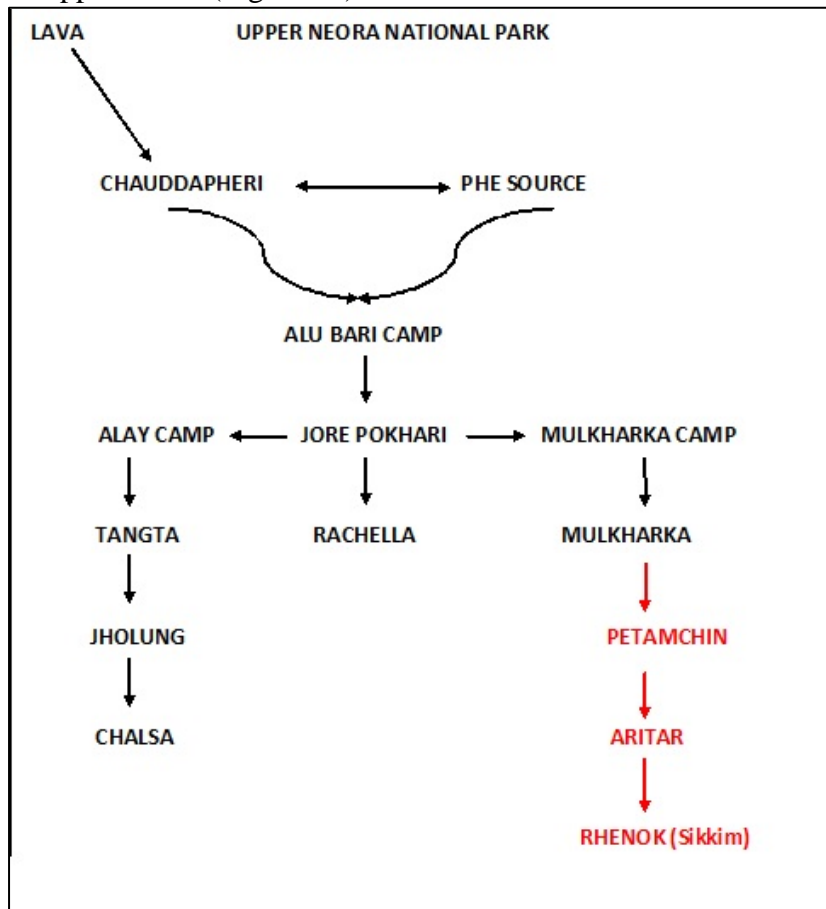 LAVA UPPER NEORA NATIONAL PARK
CHAUDDAPHERI PHE SOURCE
ALU BARI CAMP
ALAY CAMP JORE POKHARI MULKHARKA CAMP
TANGTA RACHELLA MULKHARKA
JHOLUNG PETAMCHIN
CHALSA ARITAR
RHENOK (Sikkim)